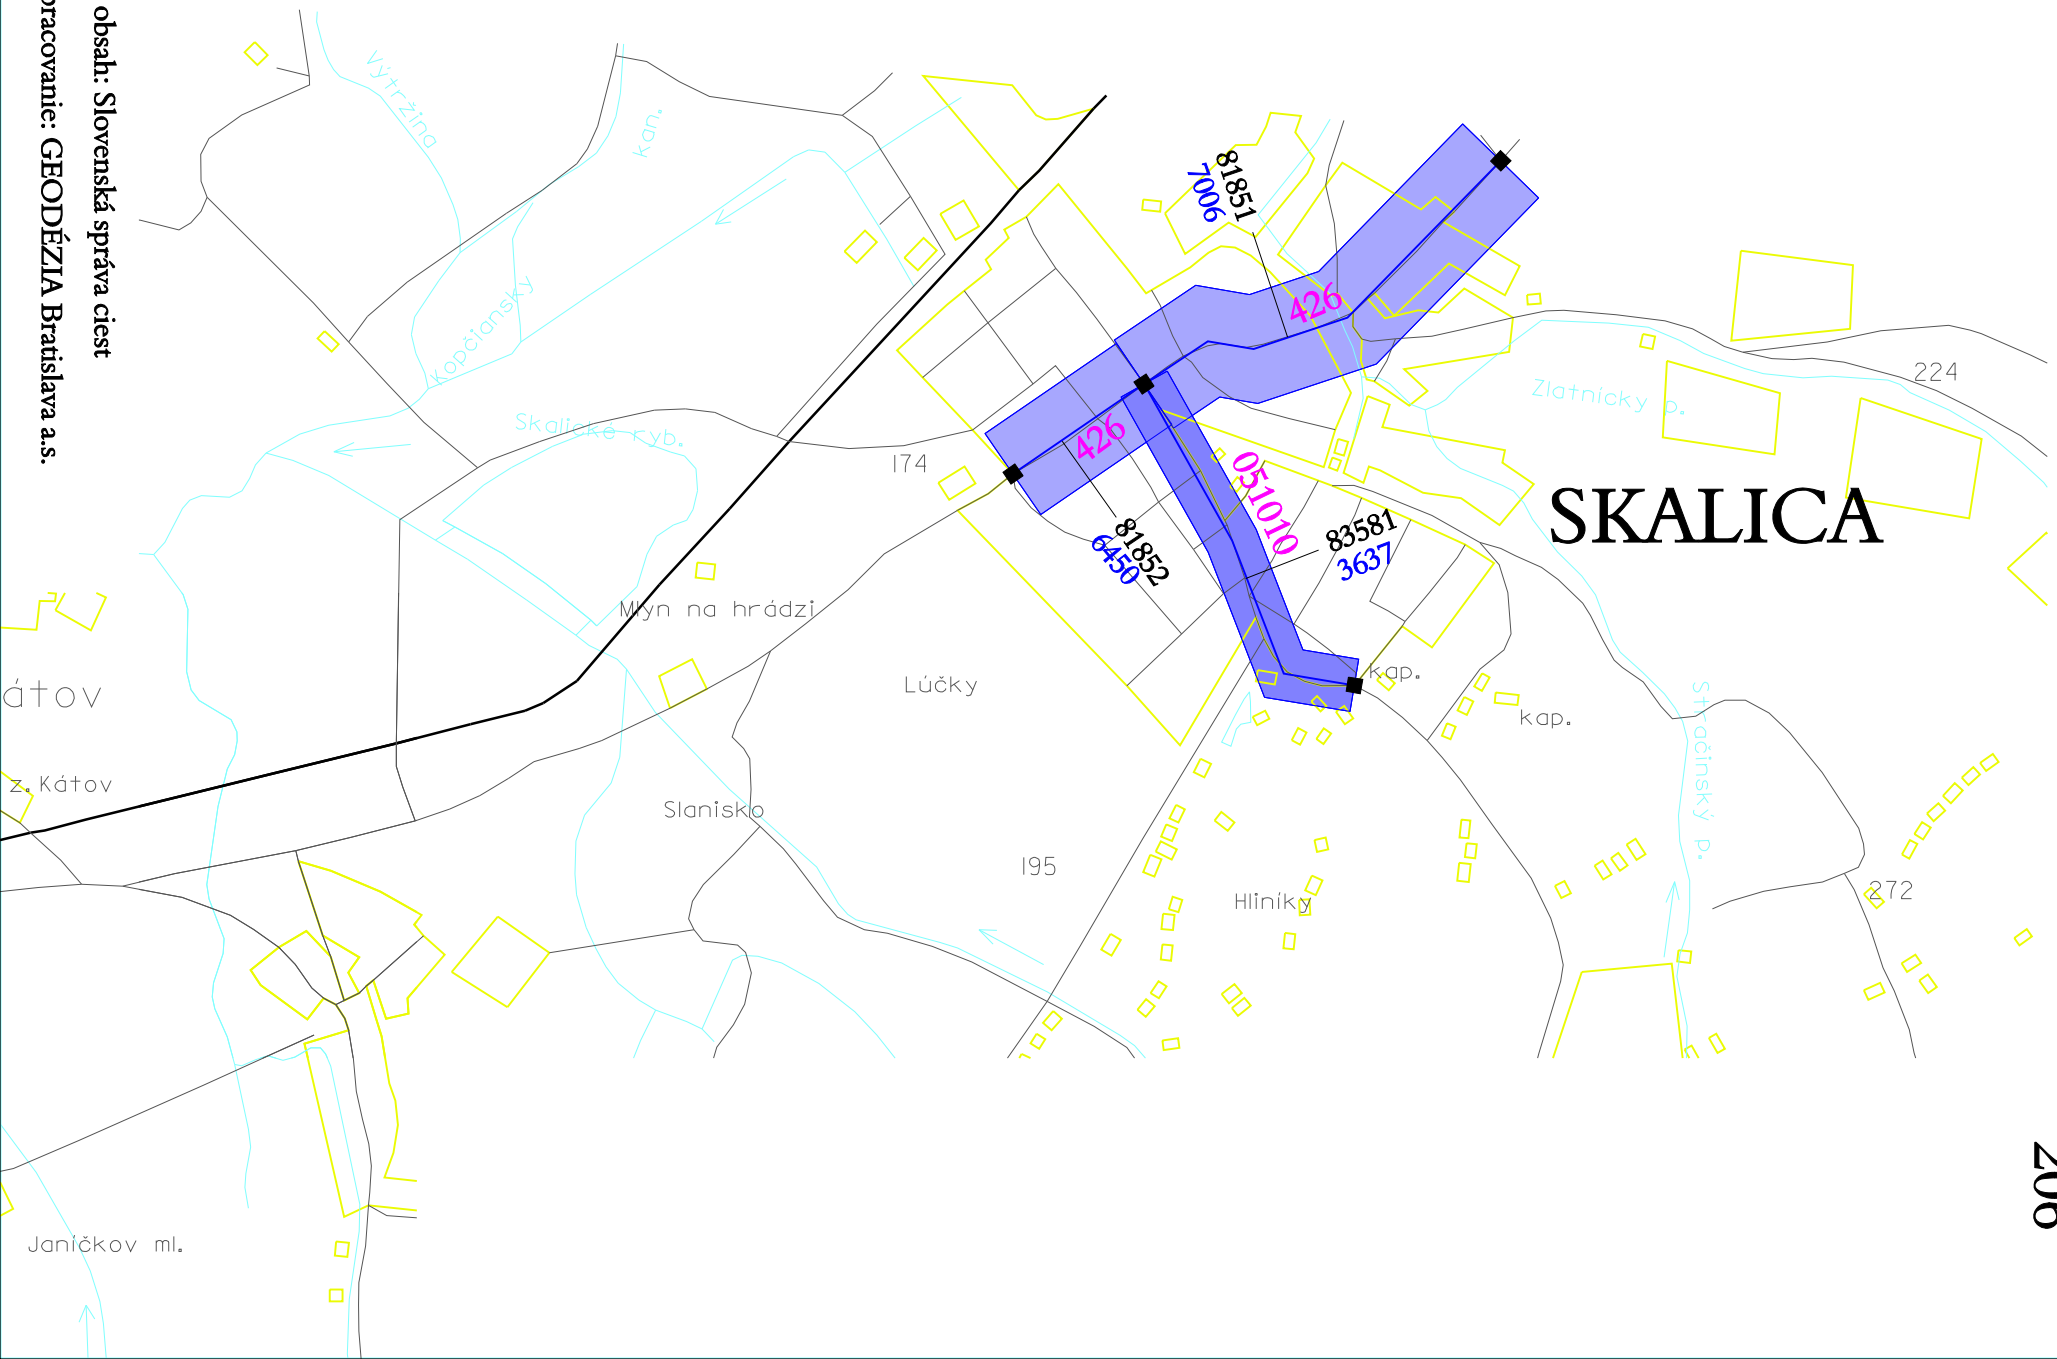 obsah: Slovenská správa ciest
pracovanie: GEODÉZIA Bratislava a.s.
Výtržina
kan.
Kopčiansky
Skalické ryb.
81851
7006
426
426
051010
81852
6450
83581
3637
174
224
Zlatnícky p.
SKALICA
Mlyn na hrádzi
Lúčky
kap.
kap.
átov
z. Kátov
Slanisko
195
Hliníky
Stračinský p.
272
206
Janíčkov ml.